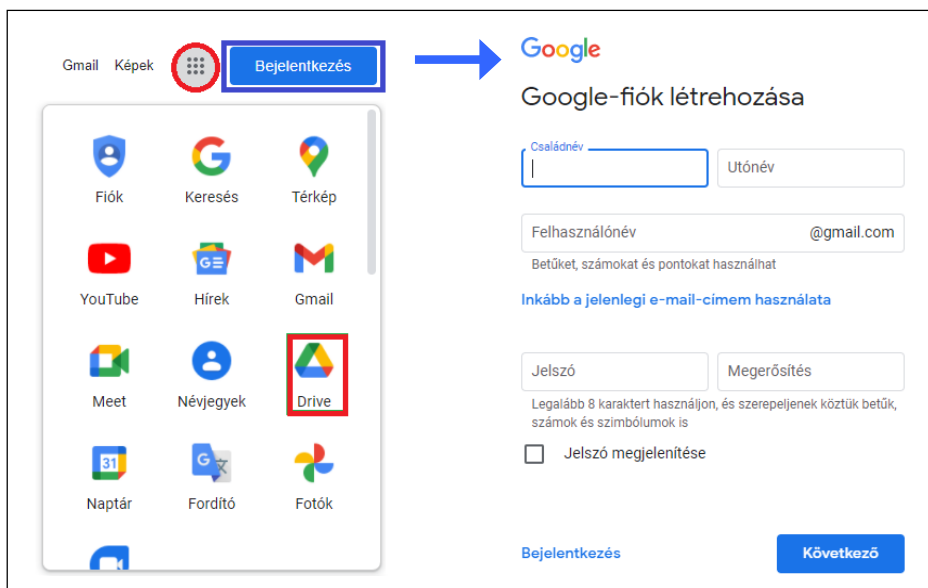 Gmail Képek Bejelentkezés
Fiók Keresés Térkép
YouTube Hírek Gmail
Meet Névjegyek Drive
31
Naptár Fordító Fotók
Google
Google-fiók létrehozása
Családnév
Utónév
Felhasználónév @gmail.com
Betűket, számokat és pontokat használhat
Inkább a jelenlegi e-mail-címem használata
Jelszó Megerősítés
Legalább 8 karaktert használjon, és szerepeljenek köztük betűk,
számok és szimbólumok is
Jelszó megjelenítése
Bejelentkezés Következő